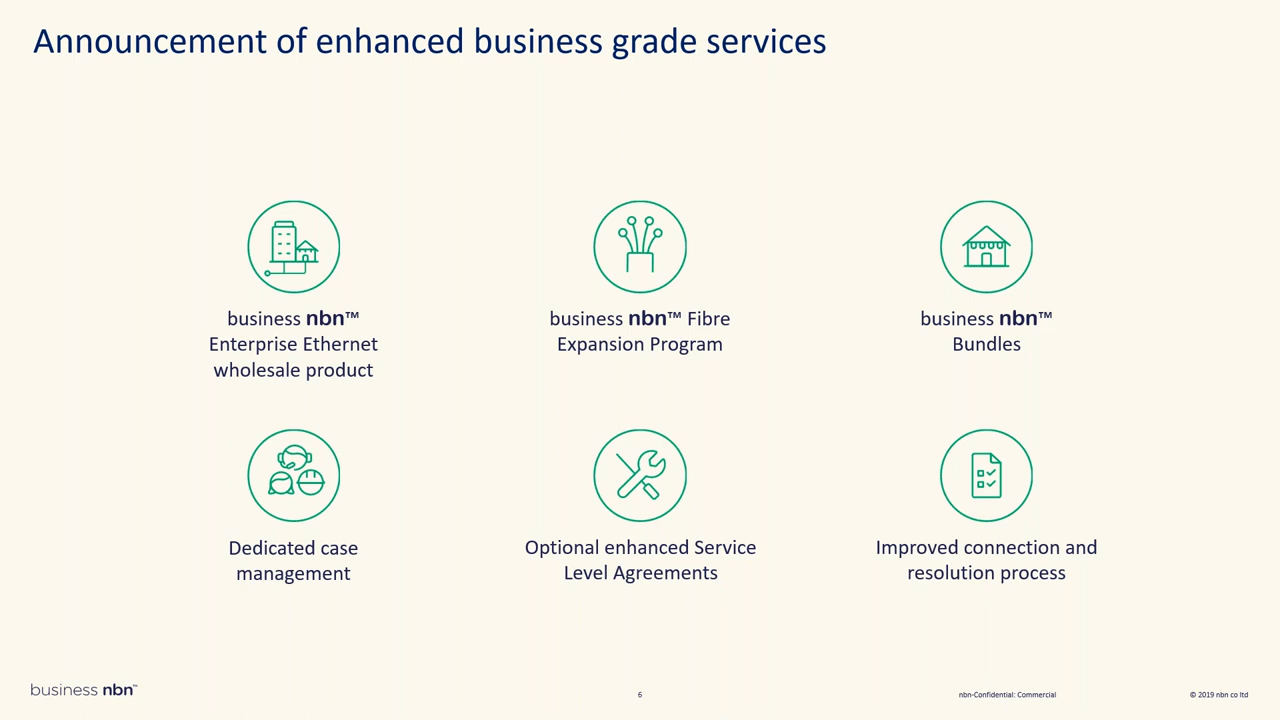 Announcement of enhanced business grade services
business nbn™
Enterprise Ethernet
wholesale product
business nbn™ Fibre
Expansion Program
business nbn™
Bundles
Dedicated case
management
Optional enhanced Service
Level Agreements
Improved connection and
resolution process
business nbn™
6
nbn-Confidential: Commercial
© 2019 nbn co ltd